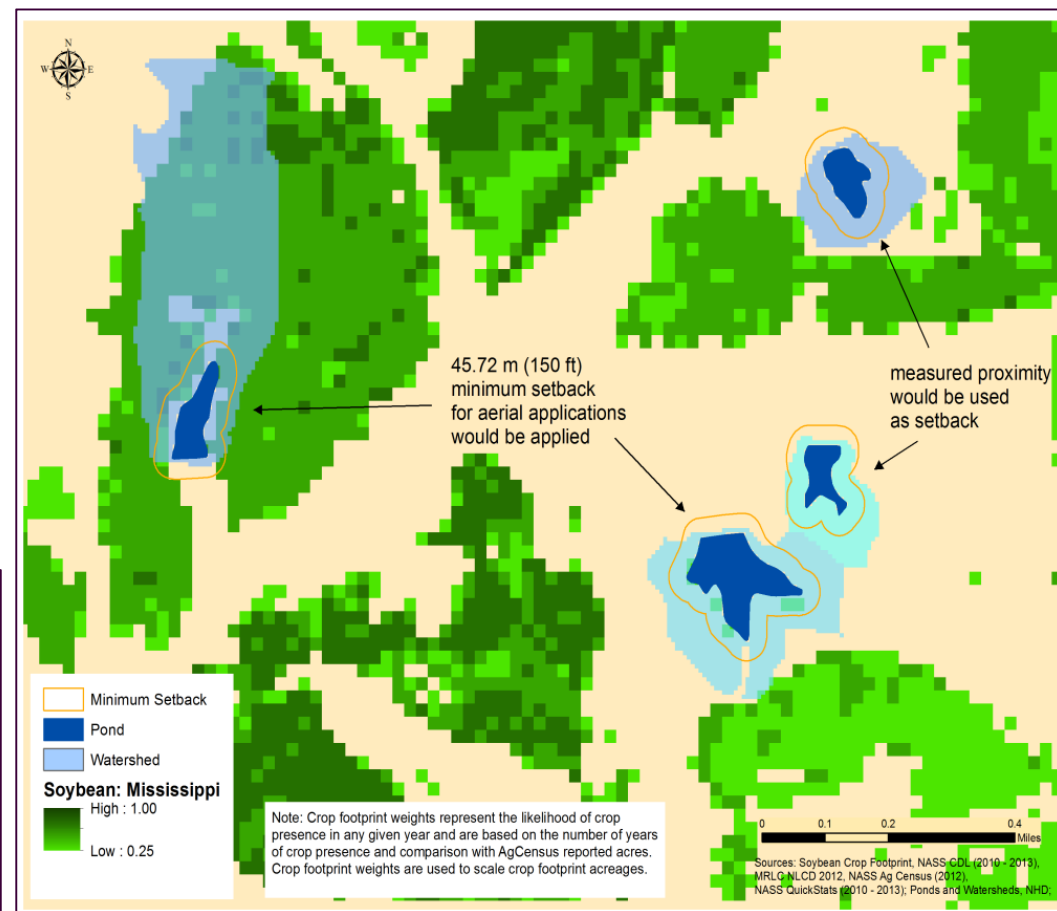 N
W E
S
45.72 m (150 ft)
minimum setback
for aerial applications
would be applied
measured proximity
would be used
as setback
Minimum Setback
Pond
Watershed
Soybean: Mississippi
High : 1.00
Low : 0.25
Note: Crop footprint weights represent the likelihood of crop
presence in any given year and are based on the number of years
of crop presence and comparison with AgCensus reported acres.
Crop footprint weights are used to scale crop footprint acreages.
0 0.1 0.2 0.4
Miles
Sources: Soybean Crop Footprint, NASS CDL (2010 - 2013),
MRLC NLCD 2012, NASS Ag Census (2012),
NASS QuickStats (2010 - 2013); Ponds and Watersheds, NHD;